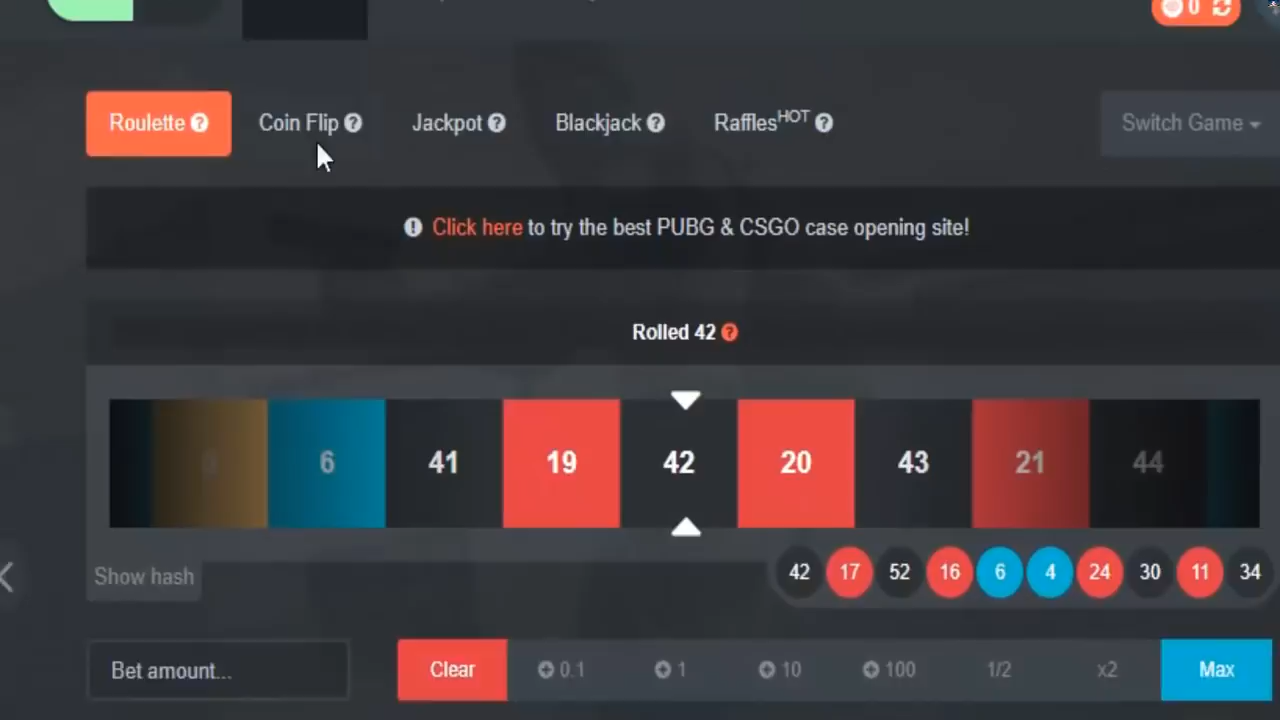 0
Roulette ? Coin Flip ? Jackpot ? Blackjack ? Raffles HOT ? Switch Game
! Click here to try the best PUBG & CSGO case opening site!
Rolled 42 ?
6 41 19 42 20 43 21 44
Show hash 42 17 52 16 6 4 24 30 11 34
Bet amount... Clear + 0.1 + 1 + 10 + 100 1/2 x2 Max